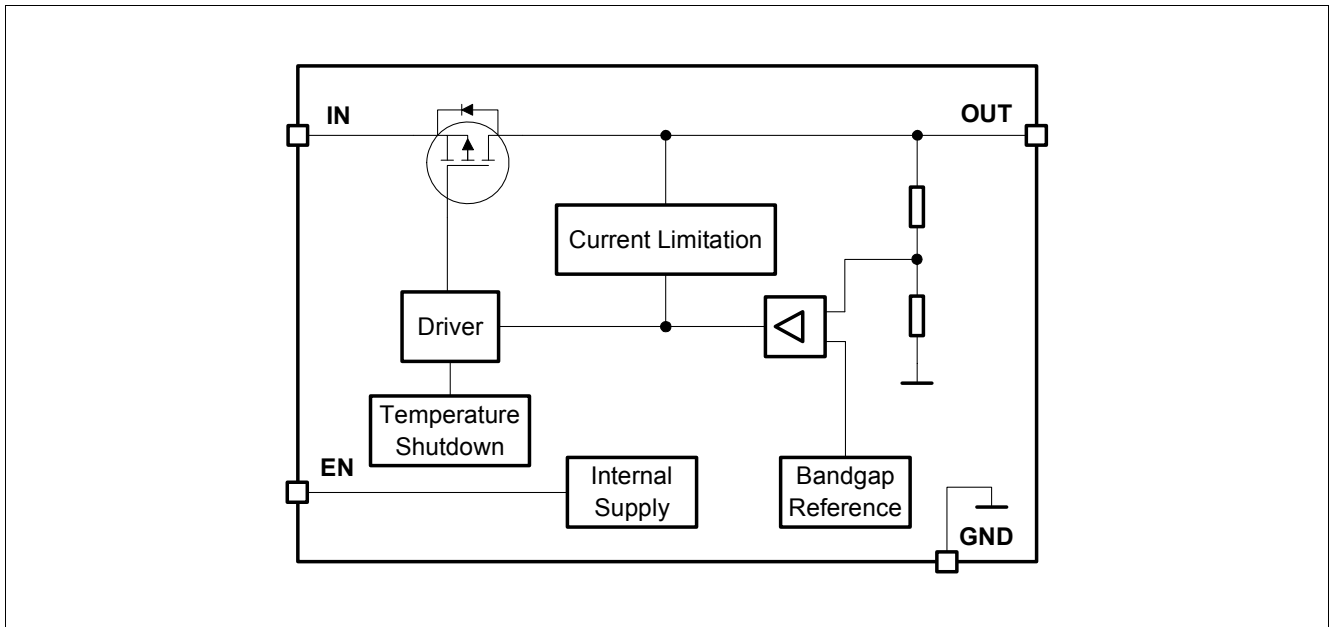 IN
OUT
Current Limitation
Driver
Temperature
Shutdown
EN
Internal
Supply
Bandgap
Reference
GND